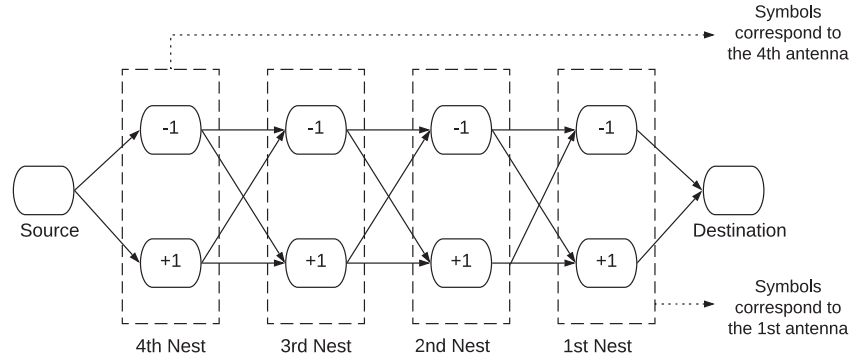 Symbols
correspond to
the 4th antenna
-1
-1
-1
-1
Source
Destination
+1
+1
+1
+1
Symbols
correspond to
the 1st antenna
4th Nest
3rd Nest
2nd Nest
1st Nest